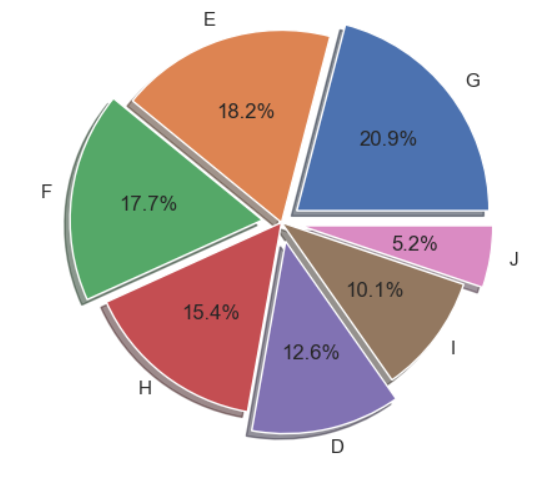 E
G
18.2%
20.9%
F
17.7%
5.2%
J
10.1%
15.4%
12.6%
I
H
D